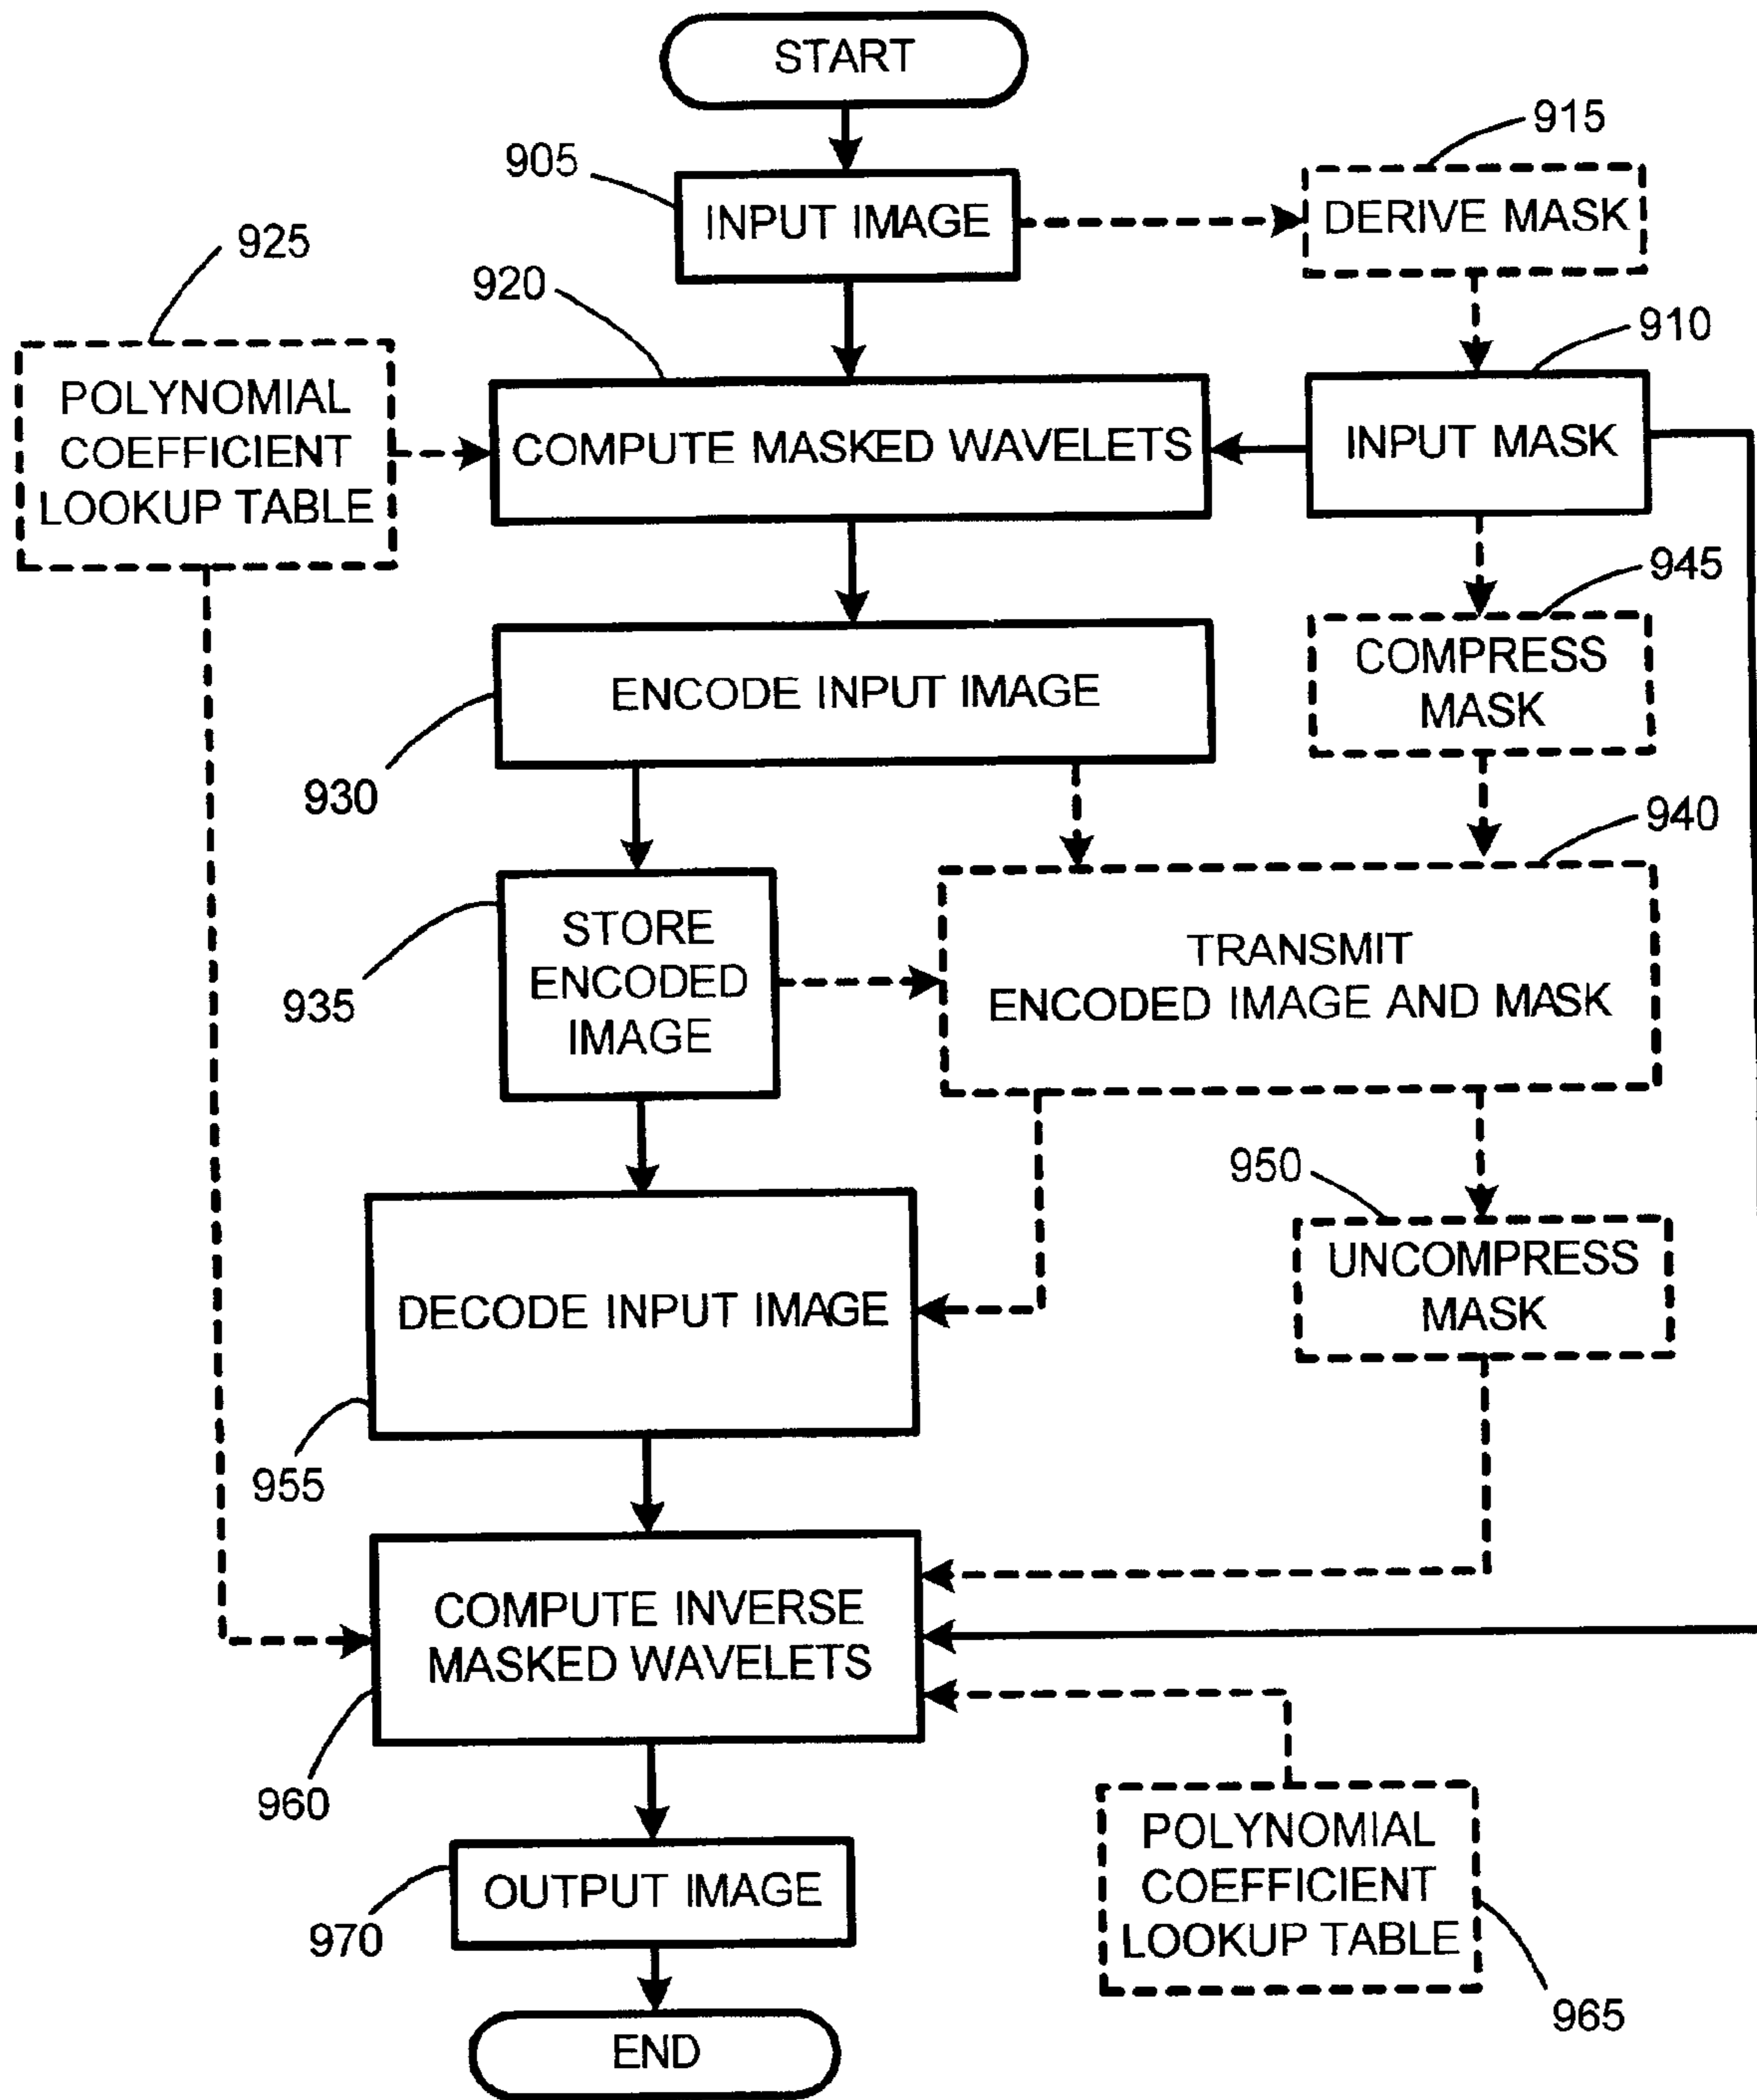 START
915
905
INPUT IMAGE
DERIVE MASK
925
920
910
POLYNOMIAL
COEFFICIENT
LOOKUP TABLE
COMPUTE MASKED WAVELETS
INPUT MASK
945
COMPRESS
MASK
ENCODE INPUT IMAGE
930
940
STORE
ENCODED
IMAGE
935
TRANSMIT
ENCODED IMAGE AND MASK
950
UNCOMPRESS
MASK
DECODE INPUT IMAGE
955
COMPUTE INVERSE
MASKED WAVELETS
960
POLYNOMIAL
COEFFICIENT
LOOKUP TABLE
965
OUTPUT IMAGE
970
END